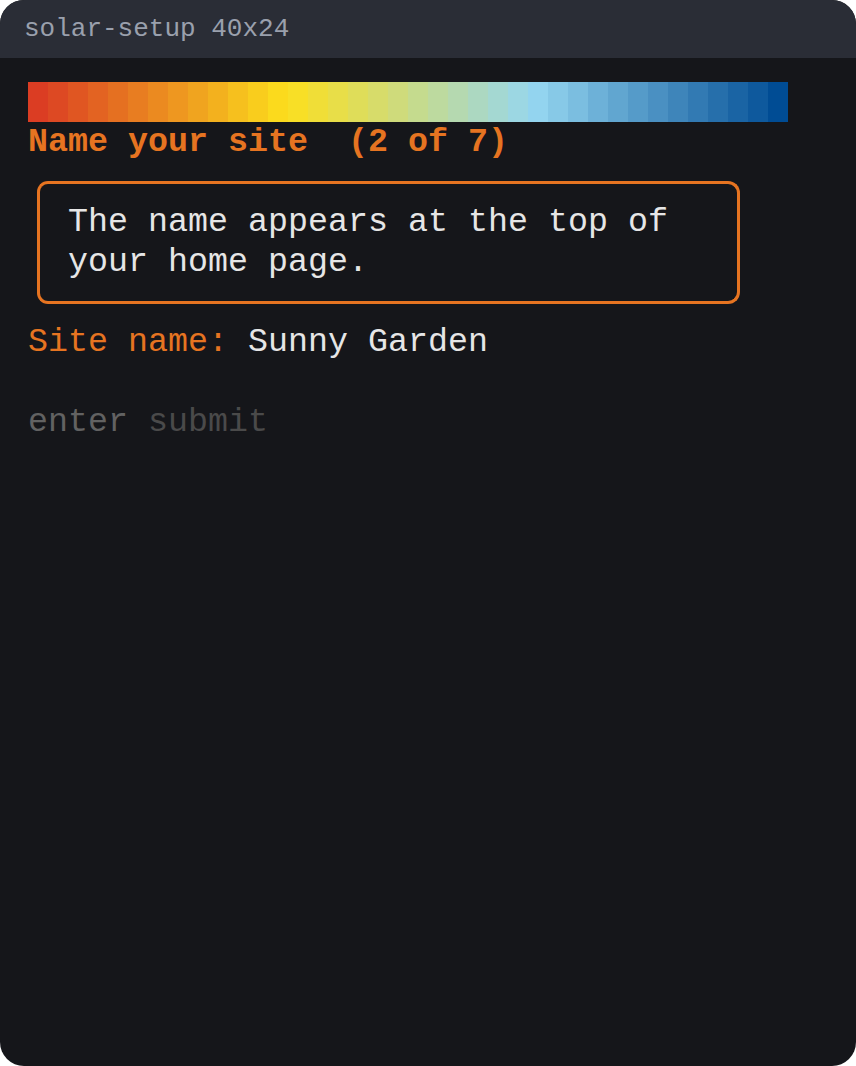 solar-setup 40x24
Name your site  (2 of 7)
The name appears at the top of
your home page.
Site name: Sunny Garden
enter submit